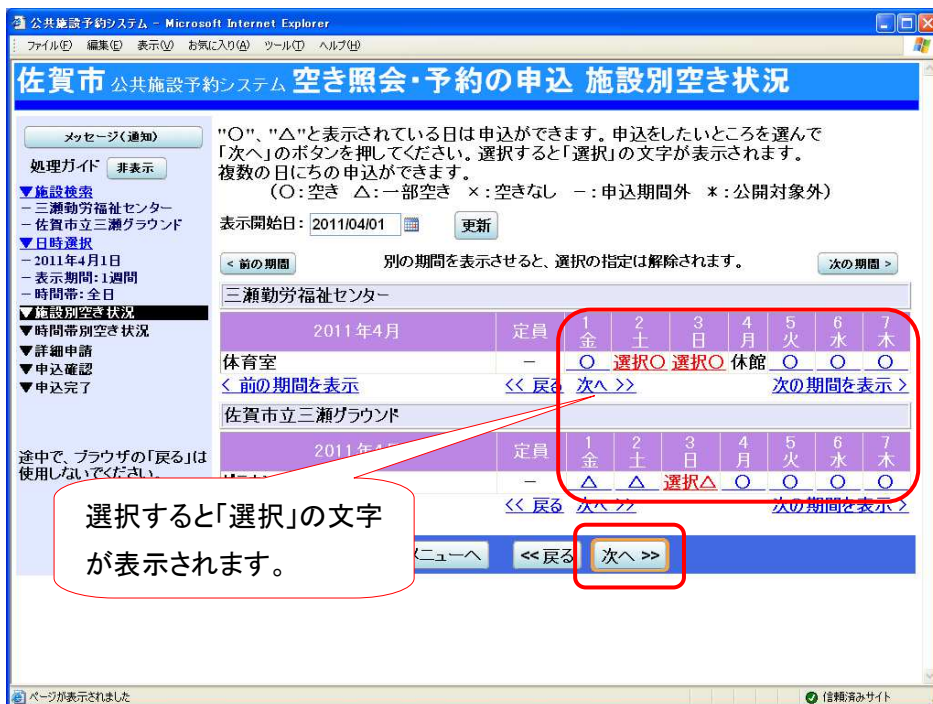 公共施設予約システム - Microsoft Internet Explorer
ファイル(F) 編集(E) 表示(V) お気に入り(A) ツール(T) ヘルプ(H)
佐賀市 公共施設予約システム 空き照会・予約の申込 施設別空き状況
メッセージ(通知)
処理ガイド 非表示
▼施設検索
－三瀬勤労福祉センター
－佐賀市立三瀬グラウンド
▼日時選択
－2011年4月1日
－表示期間:1週間
－時間帯:全日
▼施設別空き状況
▼時間帯別空き状況
▼詳細申請
▼申込確認
▼申込完了
途中で、ブラウザの「戻る」は
使用しないでください。
"○"、"△"と表示されている日は申込ができます。申込をしたいところを選んで
「次へ」のボタンを押してください。選択すると「選択」の文字が表示されます。
複数の日にちの申込ができます。
(○:空き △:一部空き ×:空きなし －:申込期間外 *:公開対象外)
表示開始日: 2011/04/01 更新
< 前の期間 別の期間を表示させると、選択の指定は解除されます。 次の期間 >
三瀬勤労福祉センター
2011年4月 定員 1金 2土 3日 4月 5火 6水 7木
体育室 － ○ 選択○ 選択○ 休館 ○ ○ ○
< 前の期間を表示 << 戻る 次へ >> 次の期間を表示 >
佐賀市立三瀬グラウンド
2011年4月 定員 1金 2土 3日 4月 5火 6水 7木
－ △ △ 選択△ ○ ○ ○ ○
<< 戻る 次へ >> 次の期間を表示 >
選択すると「選択」の文字
が表示されます。
メニューへ << 戻る 次へ >>
ページが表示されました 信頼済みサイト